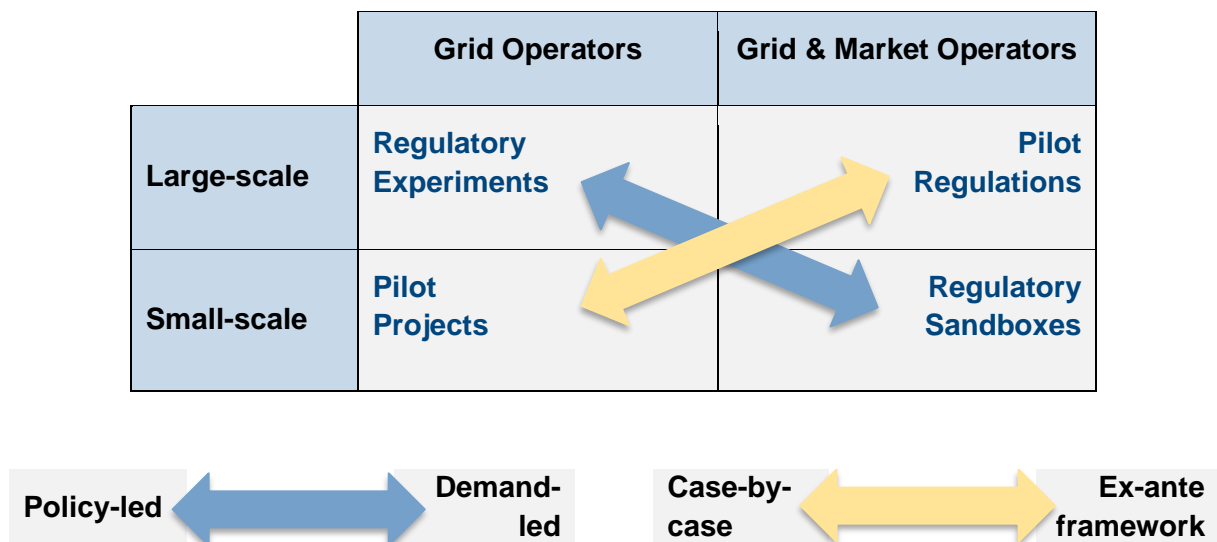 Grid Operators
Grid & Market Operators
Large-scale
Regulatory
Experiments
Pilot
Regulations
Small-scale
Pilot
Projects
Regulatory
Sandboxes
Policy-led
Demand-
led
Case-by-
case
Ex-ante
framework